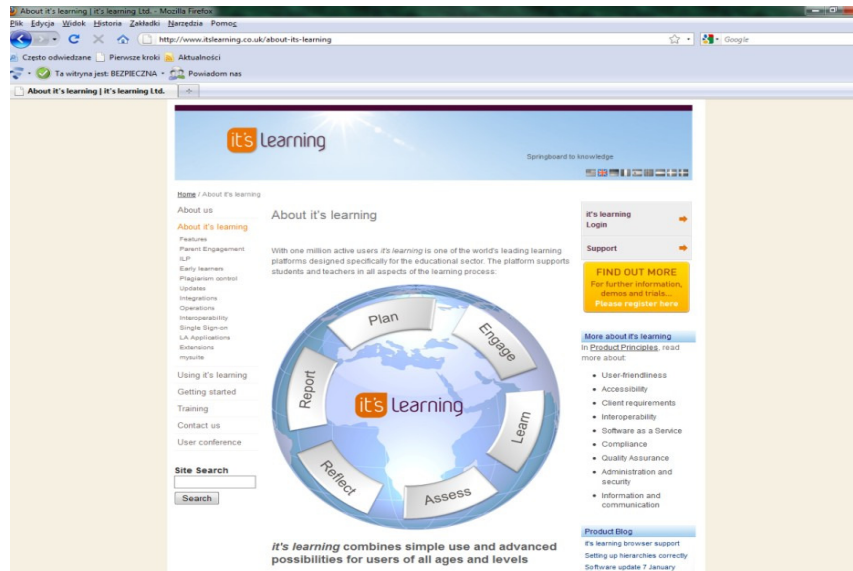 About it's learning | it's learning Ltd. - Mozilla Firefox
Plik Edycja Widok Historia Zakładki Narzędzia Pomoc
http://www.itslearning.co.uk/about-its-learning
Google
Często odwiedzane Pierwsze kroki Aktualności
Ta witryna jest: BEZPIECZNA Powiadom nas
About it's learning | it's learning Ltd.
it's Learning
Springboard to knowledge
Home / About it's learning
About us
About it's learning
Features
Parent Engagement
ILP
Early learners
Plagiarism control
Updates
Integrations
Operations
Interoperability
Single Sign-on
LA Applications
Extensions
mysuite
Using it's learning
Getting started
Training
Contact us
User conference
Site Search
Search
About it's learning
With one million active users it's learning is one of the world's leading learning
platforms designed specifically for the educational sector. The platform supports
students and teachers in all aspects of the learning process:
Plan
Engage
Learn
Assess
Reflect
Report
it's Learning
it's learning combines simple use and advanced
possibilities for users of all ages and levels
it's learning
Login
Support
FIND OUT MORE
For further information,
demos and trials...
Please register here
More about it's learning
In Product Principles, read
more about:
User-friendliness
Accessibility
Client requirements
Interoperability
Software as a Service
Compliance
Quality Assurance
Administration and
security
Information and
communication
Product Blog
it's learning browser support
Setting up hierarchies correctly
Software update 7 January